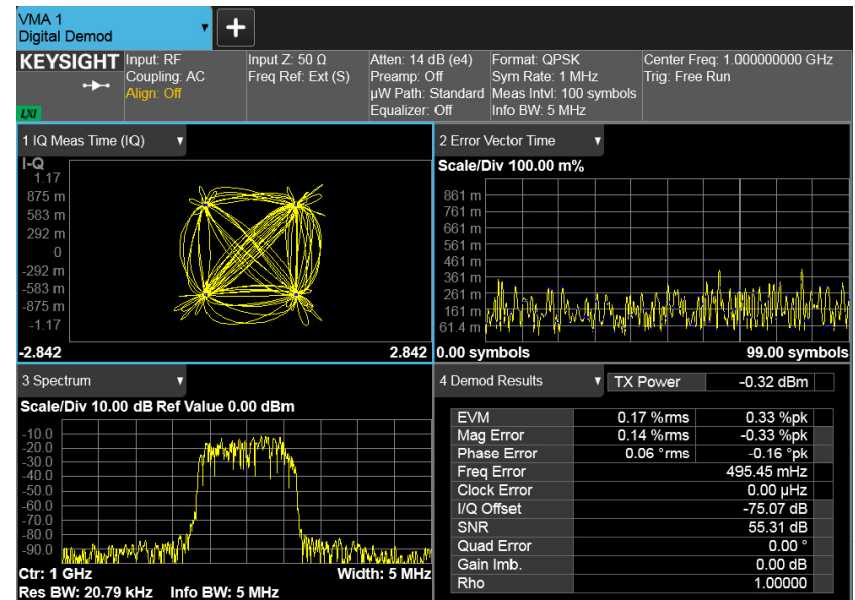 VMA 1
Digital Demod
+
KEYSIGHT
LXI
Input: RF
Coupling: AC
Align: Off
Input Z: 50 Ω
Freq Ref: Ext (S)
Atten: 14 dB (e4)
Preamp: Off
µW Path: Standard
Equalizer: Off
Format: QPSK
Sym Rate: 1 MHz
Meas Intvl: 100 symbols
Info BW: 5 MHz
Center Freq: 1.000000000 GHz
Trig: Free Run
1 IQ Meas Time (IQ)
I-Q
1.17
875 m
583 m
292 m
0
-292 m
-583 m
-875 m
-1.17
-2.842 2.842
2 Error Vector Time
Scale/Div 100.00 m%
861 m
761 m
661 m
561 m
461 m
361 m
261 m
161 m
61.4 m
0.00 symbols 99.00 symbols
3 Spectrum
Scale/Div 10.00 dB Ref Value 0.00 dBm
-10.0
-20.0
-30.0
-40.0
-50.0
-60.0
-70.0
-80.0
-90.0
Ctr: 1 GHz Width: 5 MHz
Res BW: 20.79 kHz Info BW: 5 MHz
4 Demod Results TX Power -0.32 dBm
EVM 0.17 %rms 0.33 %pk
Mag Error 0.14 %rms -0.33 %pk
Phase Error 0.06 °rms -0.16 °pk
Freq Error 495.45 mHz
Clock Error 0.00 µHz
I/Q Offset -75.07 dB
SNR 55.31 dB
Quad Error 0.00 °
Gain Imb. 0.00 dB
Rho 1.00000